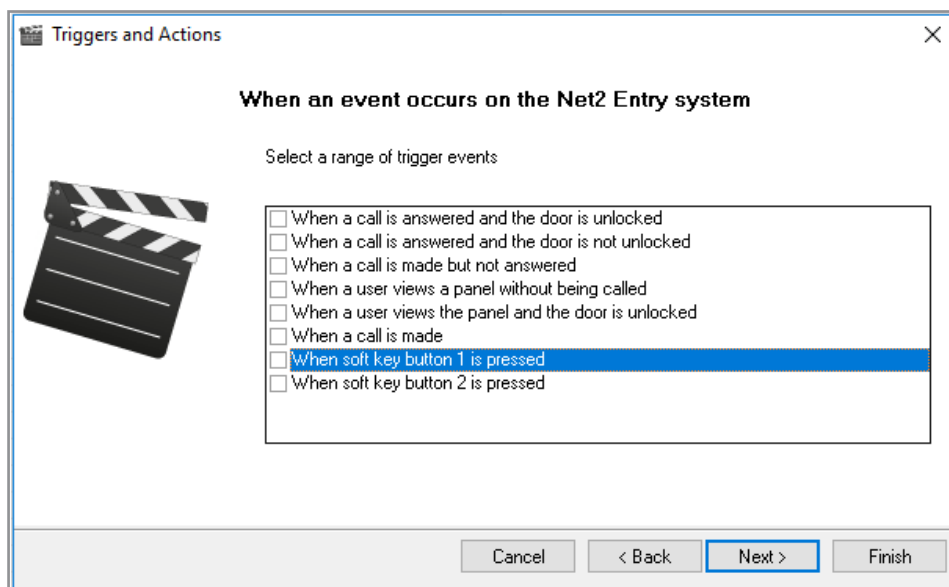 Triggers and Actions
When an event occurs on the Net2 Entry system
Select a range of trigger events
When a call is answered and the door is unlocked
When a call is answered and the door is not unlocked
When a call is made but not answered
When a user views a panel without being called
When a user views the panel and the door is unlocked
When a call is made
When soft key button 1 is pressed
When soft key button 2 is pressed
Cancel < Back Next > Finish